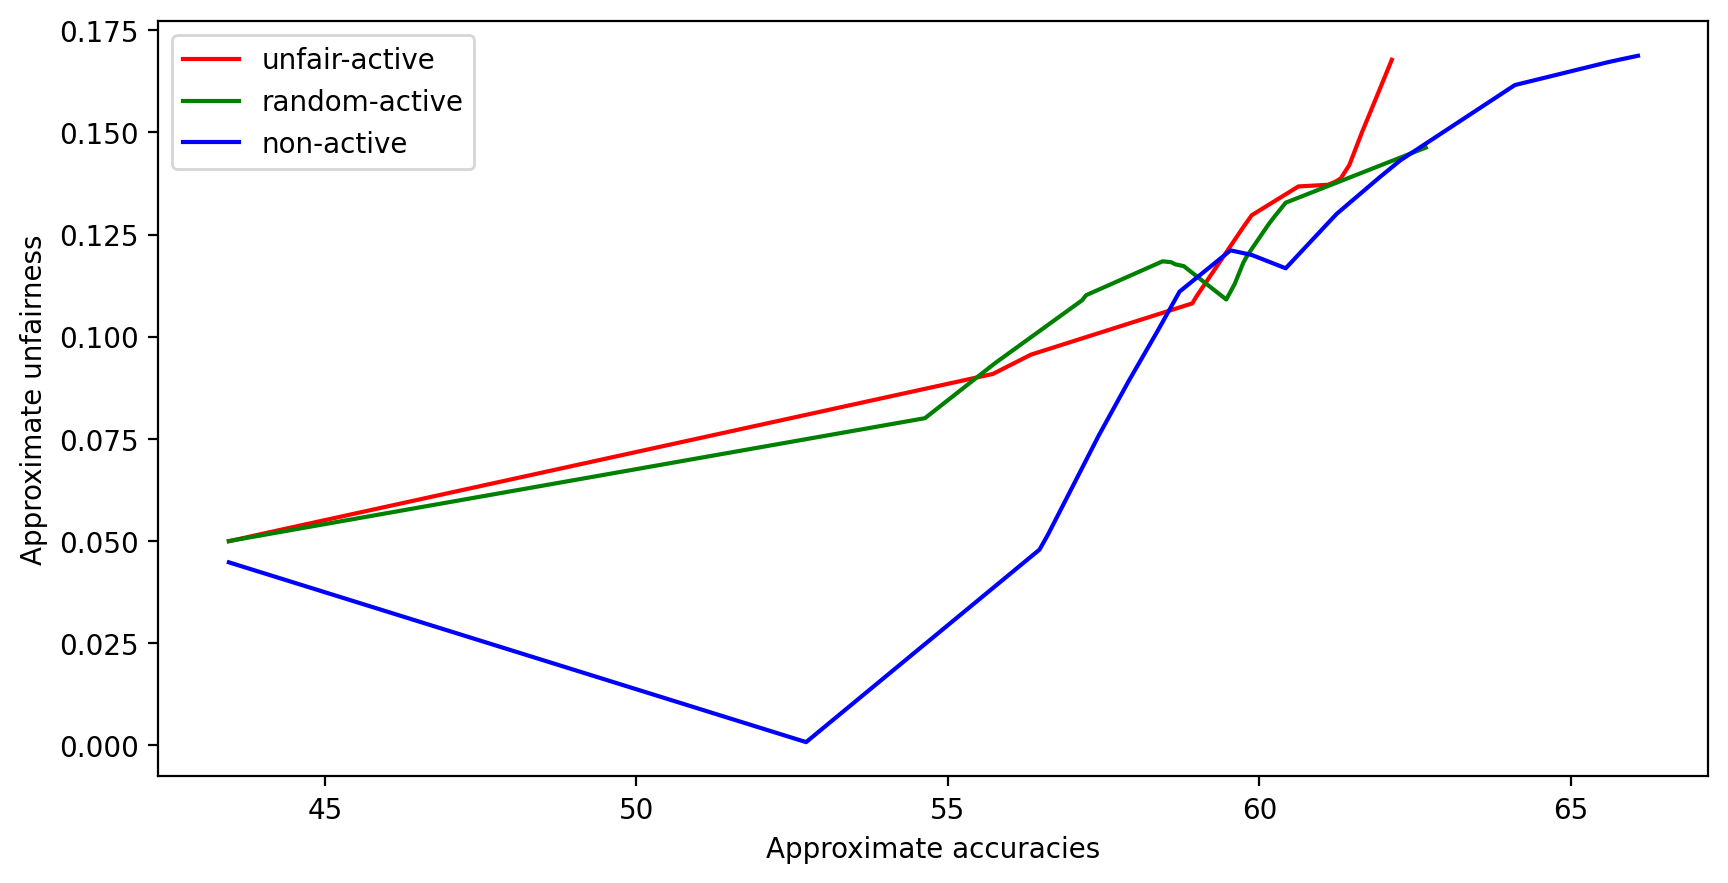 0.175
0.150
0.125
0.100
0.075
0.050
0.025
0.000
Approximate unfairness
unfair-active
random-active
non-active
45
50
55
60
65
Approximate accuracies